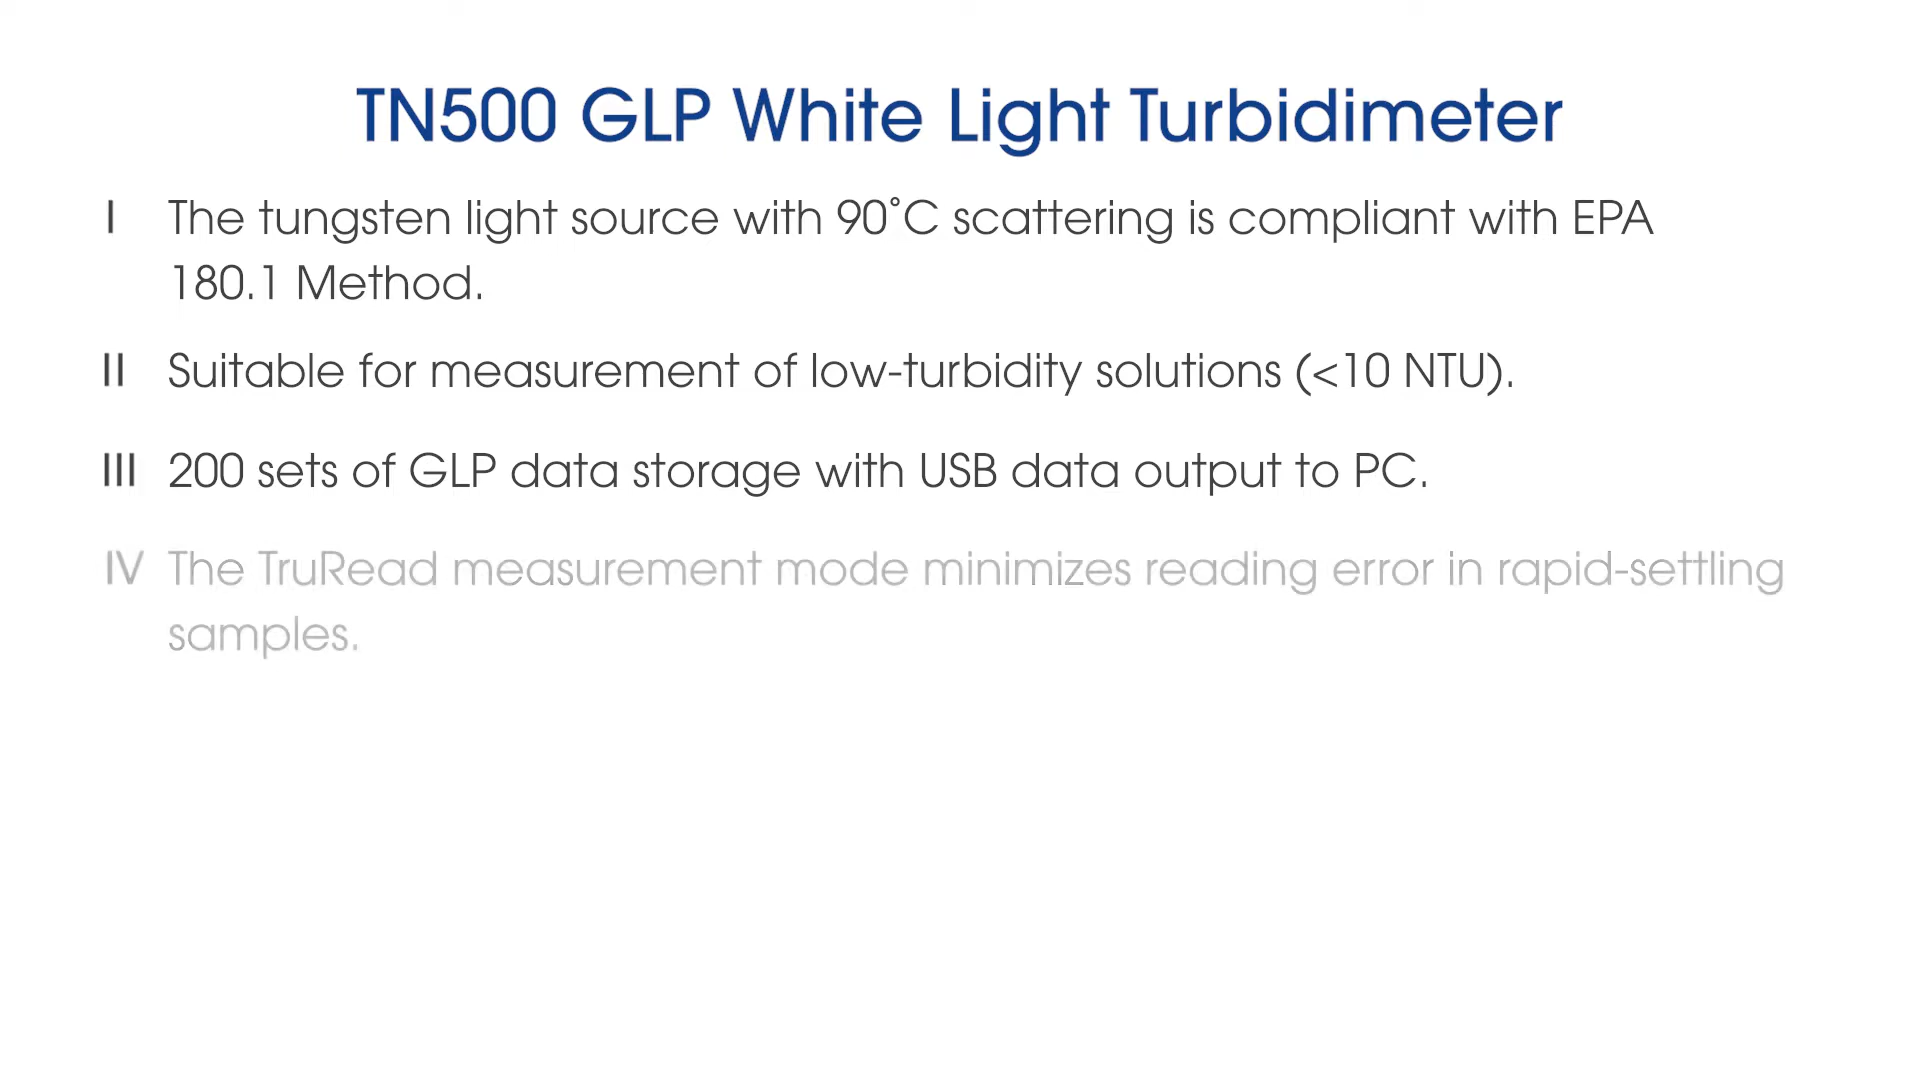 TN500 GLP White Light Turbidimeter
I The tungsten light source with 90˚C scattering is compliant with EPA
180.1 Method.
II Suitable for measurement of low-turbidity solutions (<10 NTU).
III 200 sets of GLP data storage with USB data output to PC.
IV The TruRead measurement mode minimizes reading error in rapid-settling
samples.